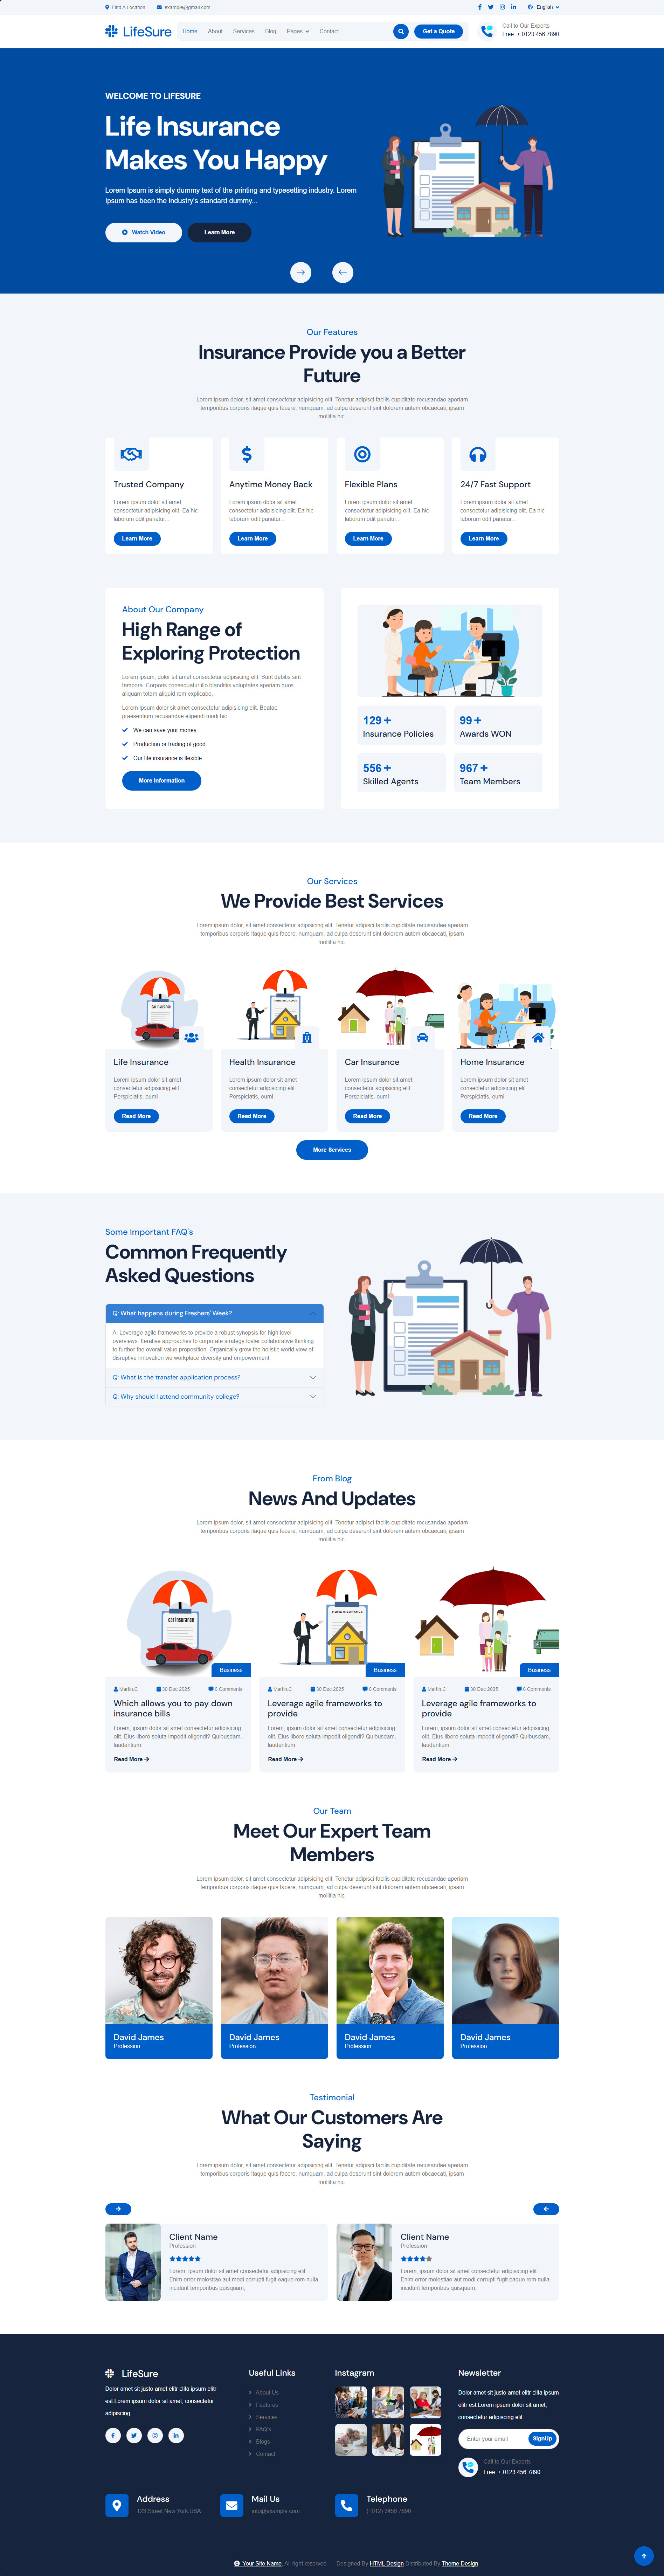 Find A Location
example@gmail.com
English
LifeSure
Home
About
Services
Blog
Pages
Contact
Get a Quote
Call to Our Experts
Free: + 0123 456 7890
WELCOME TO LIFESURE
Life Insurance
Makes You Happy
Lorem Ipsum is simply dummy text of the printing and typesetting industry. Lorem
Ipsum has been the industry's standard dummy...
Watch Video
Learn More
Our Features
Insurance Provide you a Better
Future
Lorem ipsum dolor, sit amet consectetur adipisicing elit. Tenetur adipisci facilis cupiditate recusandae aperiam
temporibus corporis itaque quis facere, numquam, ad culpa deserunt sint dolorem autem obcaecati, ipsam
mollitia hic.
Trusted Company
Lorem ipsum dolor sit amet
consectetur adipisicing elit. Ea hic
laborum odit pariatur...
Learn More
Anytime Money Back
Lorem ipsum dolor sit amet
consectetur adipisicing elit. Ea hic
laborum odit pariatur...
Learn More
Flexible Plans
Lorem ipsum dolor sit amet
consectetur adipisicing elit. Ea hic
laborum odit pariatur...
Learn More
24/7 Fast Support
Lorem ipsum dolor sit amet
consectetur adipisicing elit. Ea hic
laborum odit pariatur...
Learn More
About Our Company
High Range of
Exploring Protection
Lorem ipsum, dolor sit amet consectetur adipisicing elit. Sunt debitis sint
tempora. Corporis consequatur illo blanditiis voluptates aperiam quos
aliquam totam aliquid rem explicabo,
Lorem ipsum dolor sit amet consectetur adipisicing elit. Beatae
praesentium recusandae eligendi modi hic
We can save your money.
Production or trading of good
Our life insurance is flexible
More Information
129 +
Insurance Policies
99 +
Awards WON
556 +
Skilled Agents
967 +
Team Members
Our Services
We Provide Best Services
Lorem ipsum dolor, sit amet consectetur adipisicing elit. Tenetur adipisci facilis cupiditate recusandae aperiam
temporibus corporis itaque quis facere, numquam, ad culpa deserunt sint dolorem autem obcaecati, ipsam
mollitia hic.
car insurance
HOME INSURANCE
Life Insurance
Lorem ipsum dolor sit amet
consectetur adipisicing elit.
Perspiciatis, eum!
Read More
Health Insurance
Lorem ipsum dolor sit amet
consectetur adipisicing elit.
Perspiciatis, eum!
Read More
Car Insurance
Lorem ipsum dolor sit amet
consectetur adipisicing elit.
Perspiciatis, eum!
Read More
Home Insurance
Lorem ipsum dolor sit amet
consectetur adipisicing elit.
Perspiciatis, eum!
Read More
More Services
Some Important FAQ's
Common Frequently
Asked Questions
Q: What happens during Freshers' Week?
A: Leverage agile frameworks to provide a robust synopsis for high level
overviews. Iterative approaches to corporate strategy foster collaborative thinking
to further the overall value proposition. Organically grow the holistic world view of
disruptive innovation via workplace diversity and empowerment.
Q: What is the transfer application process?
Q: Why should I attend community college?
From Blog
News And Updates
Lorem ipsum dolor, sit amet consectetur adipisicing elit. Tenetur adipisci facilis cupiditate recusandae aperiam
temporibus corporis itaque quis facere, numquam, ad culpa deserunt sint dolorem autem obcaecati, ipsam
mollitia hic.
car insurance
HOME INSURANCE
Business
Business
Business
Martin.C
30 Dec 2025
6 Comments
Which allows you to pay down
insurance bills
Lorem, ipsum dolor sit amet consectetur adipisicing
elit. Eius libero soluta impedit eligendi? Quibusdam,
laudantium.
Read More
Martin.C
30 Dec 2025
6 Comments
Leverage agile frameworks to
provide
Lorem, ipsum dolor sit amet consectetur adipisicing
elit. Eius libero soluta impedit eligendi? Quibusdam,
laudantium.
Read More
Martin.C
30 Dec 2025
6 Comments
Leverage agile frameworks to
provide
Lorem, ipsum dolor sit amet consectetur adipisicing
elit. Eius libero soluta impedit eligendi? Quibusdam,
laudantium.
Read More
Our Team
Meet Our Expert Team
Members
Lorem ipsum dolor, sit amet consectetur adipisicing elit. Tenetur adipisci facilis cupiditate recusandae aperiam
temporibus corporis itaque quis facere, numquam, ad culpa deserunt sint dolorem autem obcaecati, ipsam
mollitia hic.
David James
Profession
David James
Profession
David James
Profession
David James
Profession
Testimonial
What Our Customers Are
Saying
Lorem ipsum dolor, sit amet consectetur adipisicing elit. Tenetur adipisci facilis cupiditate recusandae aperiam
temporibus corporis itaque quis facere, numquam, ad culpa deserunt sint dolorem autem obcaecati, ipsam
mollitia hic.
Client Name
Profession
Lorem, ipsum dolor sit amet consectetur adipisicing elit.
Enim error molestiae aut modi corrupti fugit eaque rem nulla
incidunt temporibus quisquam,
Client Name
Profession
Lorem, ipsum dolor sit amet consectetur adipisicing elit.
Enim error molestiae aut modi corrupti fugit eaque rem nulla
incidunt temporibus quisquam,
LifeSure
Dolor amet sit justo amet elitr clita ipsum elitr
est.Lorem ipsum dolor sit amet, consectetur
adipiscing...
Useful Links
About Us
Features
Services
FAQ's
Blogs
Contact
Instagram
Newsletter
Dolor amet sit justo amet elitr clita ipsum
elitr est.Lorem ipsum dolor sit amet,
consectetur adipiscing elit.
Enter your email
SignUp
Call to Our Experts
Free: + 0123 456 7890
Address
123 Street New York.USA
Mail Us
info@example.com
Telephone
(+012) 3456 7890
Your Site Name, All right reserved.
Designed By HTML Design Distributed By Theme Design